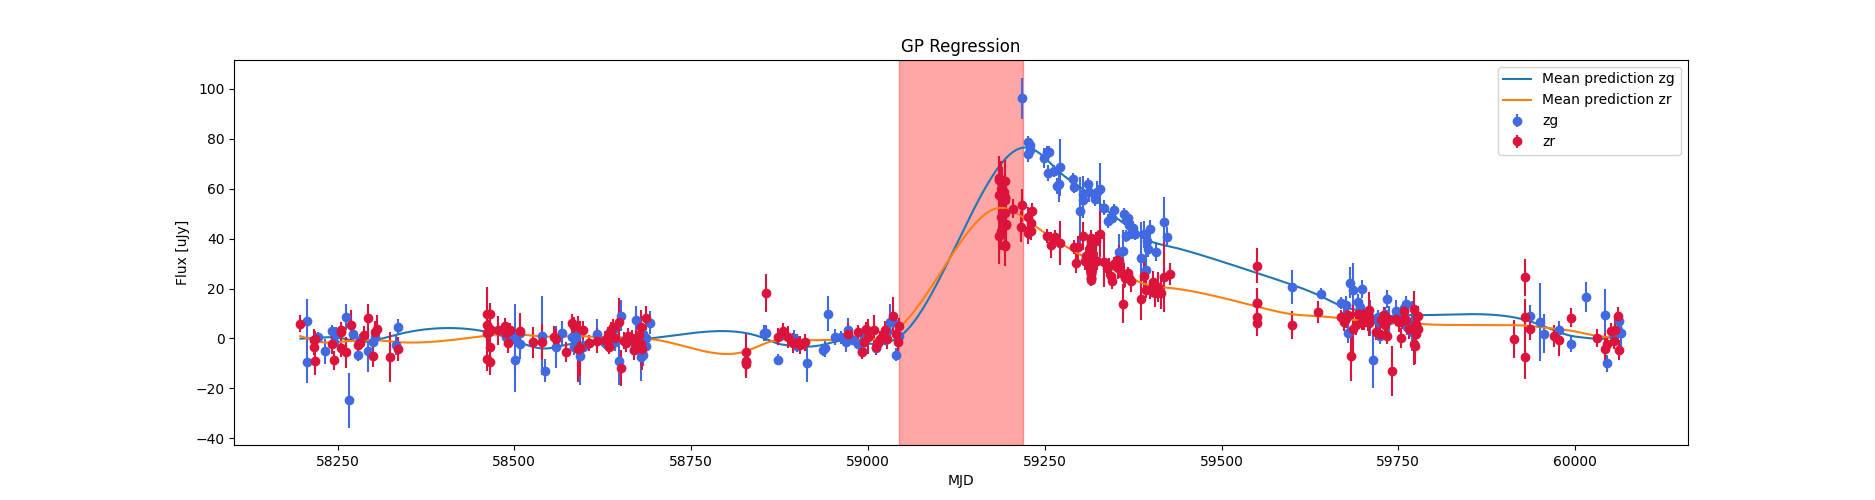 GP Regression
Flux [uJy]
100
80
60
40
20
0
−20
−40
Mean prediction zg
Mean prediction zr
zg
zr
58250 58500 58750 59000 59250 59500 59750 60000
MJD